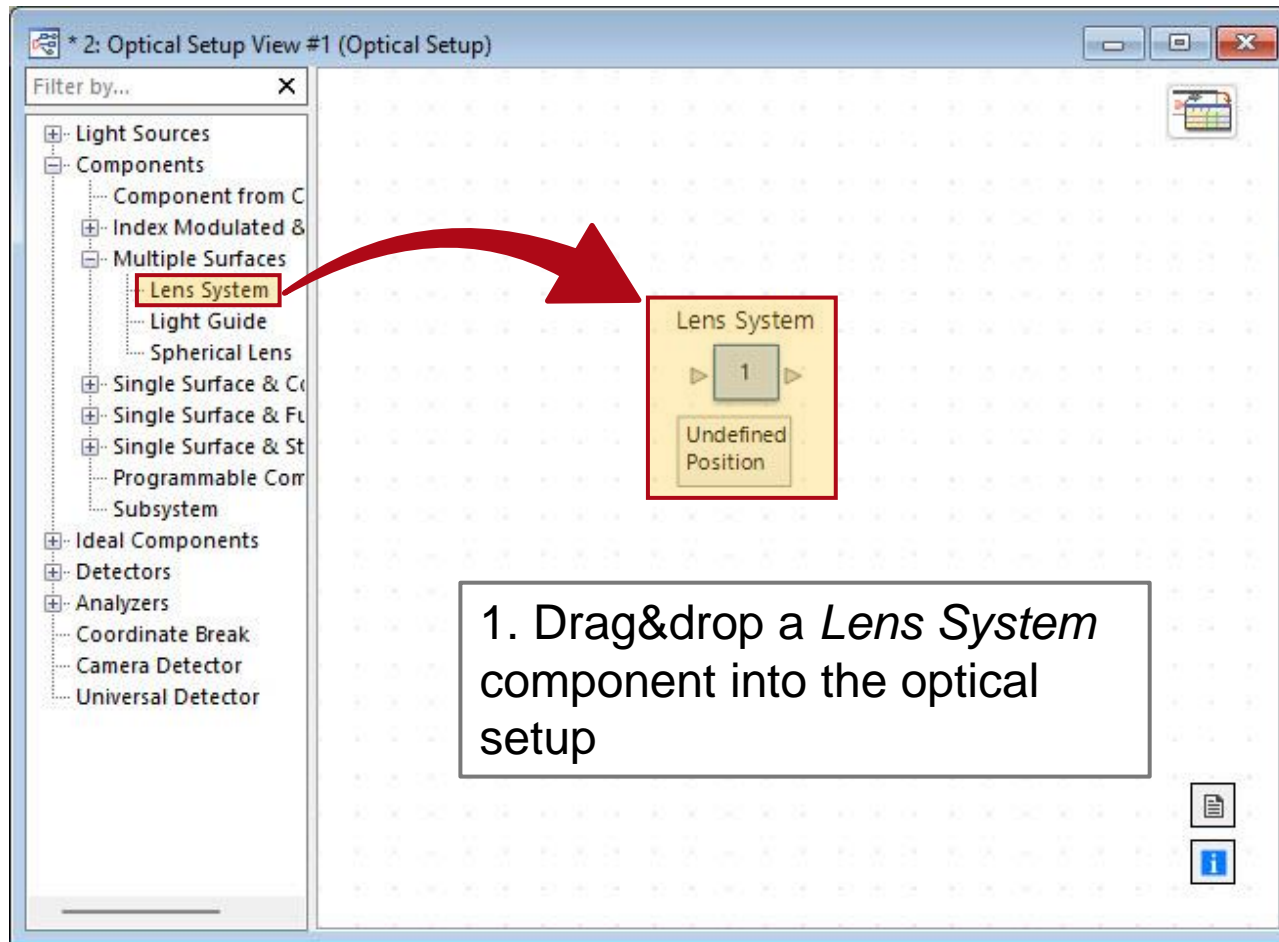 * 2: Optical Setup View #1 (Optical Setup)
Filter by...
Light Sources
Components
Component from C
Index Modulated &
Multiple Surfaces
Lens System
Light Guide
Spherical Lens
Single Surface & Co
Single Surface & Fu
Single Surface & St
Programmable Com
Subsystem
Ideal Components
Detectors
Analyzers
Coordinate Break
Camera Detector
Universal Detector
Lens System
1
Undefined
Position
1. Drag&drop a Lens System
component into the optical
setup